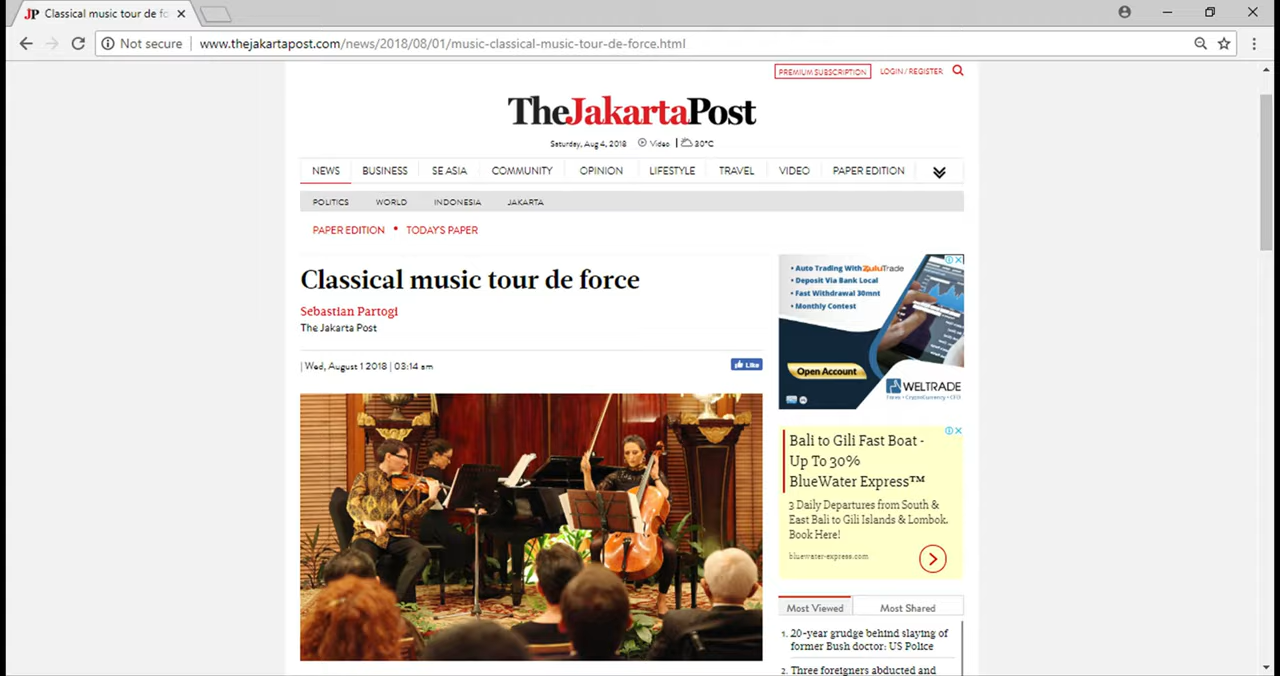 JP Classical music tour de fo
Not secure | www.thejakartapost.com/news/2018/08/01/music-classical-music-tour-de-force.html
PREMIUM SUBSCRIPTION LOGIN / REGISTER
TheJakartaPost
Saturday, Aug 4, 2018 Video | 30°C
NEWS BUSINESS SE ASIA COMMUNITY OPINION LIFESTYLE TRAVEL VIDEO PAPER EDITION
POLITICS WORLD INDONESIA JAKARTA
PAPER EDITION • TODAY'S PAPER
Classical music tour de force
Sebastian Partogi
The Jakarta Post
| Wed, August 1 2018 | 03:14 am
Like
• Auto Trading With ZuluTrade
• Deposit Via Bank Local
• Fast Withdrawal 30mnt
• Monthly Contest
Open Account
WELTRADE
Bali to Gili Fast Boat -
Up To 30%
BlueWater Express™
3 Daily Departures from South &
East Bali to Gili Islands & Lombok.
Book Here!
bluewater-express.com
Most Viewed Most Shared
1. 20-year grudge behind slaying of
former Bush doctor: US Police
2. Three foreigners abducted and